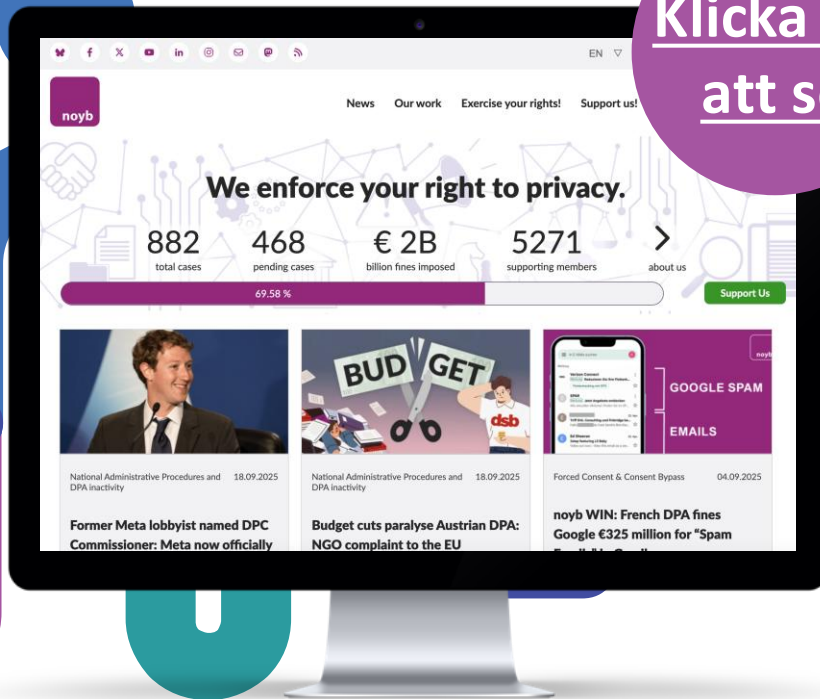 Klicka
att s
EN
noyb
News Our work Exercise your rights! Support us!
We enforce your right to privacy.
882 468 € 2B 5271
total cases pending cases billion fines imposed supporting members about us
69.58 %
Support Us
BUD GET
dsb
noyb
GOOGLE SPAM
EMAILS
National Administrative Procedures and DPA inactivity
18.09.2025
Former Meta lobbyist named DPC
Commissioner: Meta now officially
National Administrative Procedures and DPA inactivity
18.09.2025
Budget cuts paralyse Austrian DPA:
NGO complaint to the EU
Forced Consent & Consent Bypass
04.09.2025
noyb WIN: French DPA fines
Google €325 million for “Spam